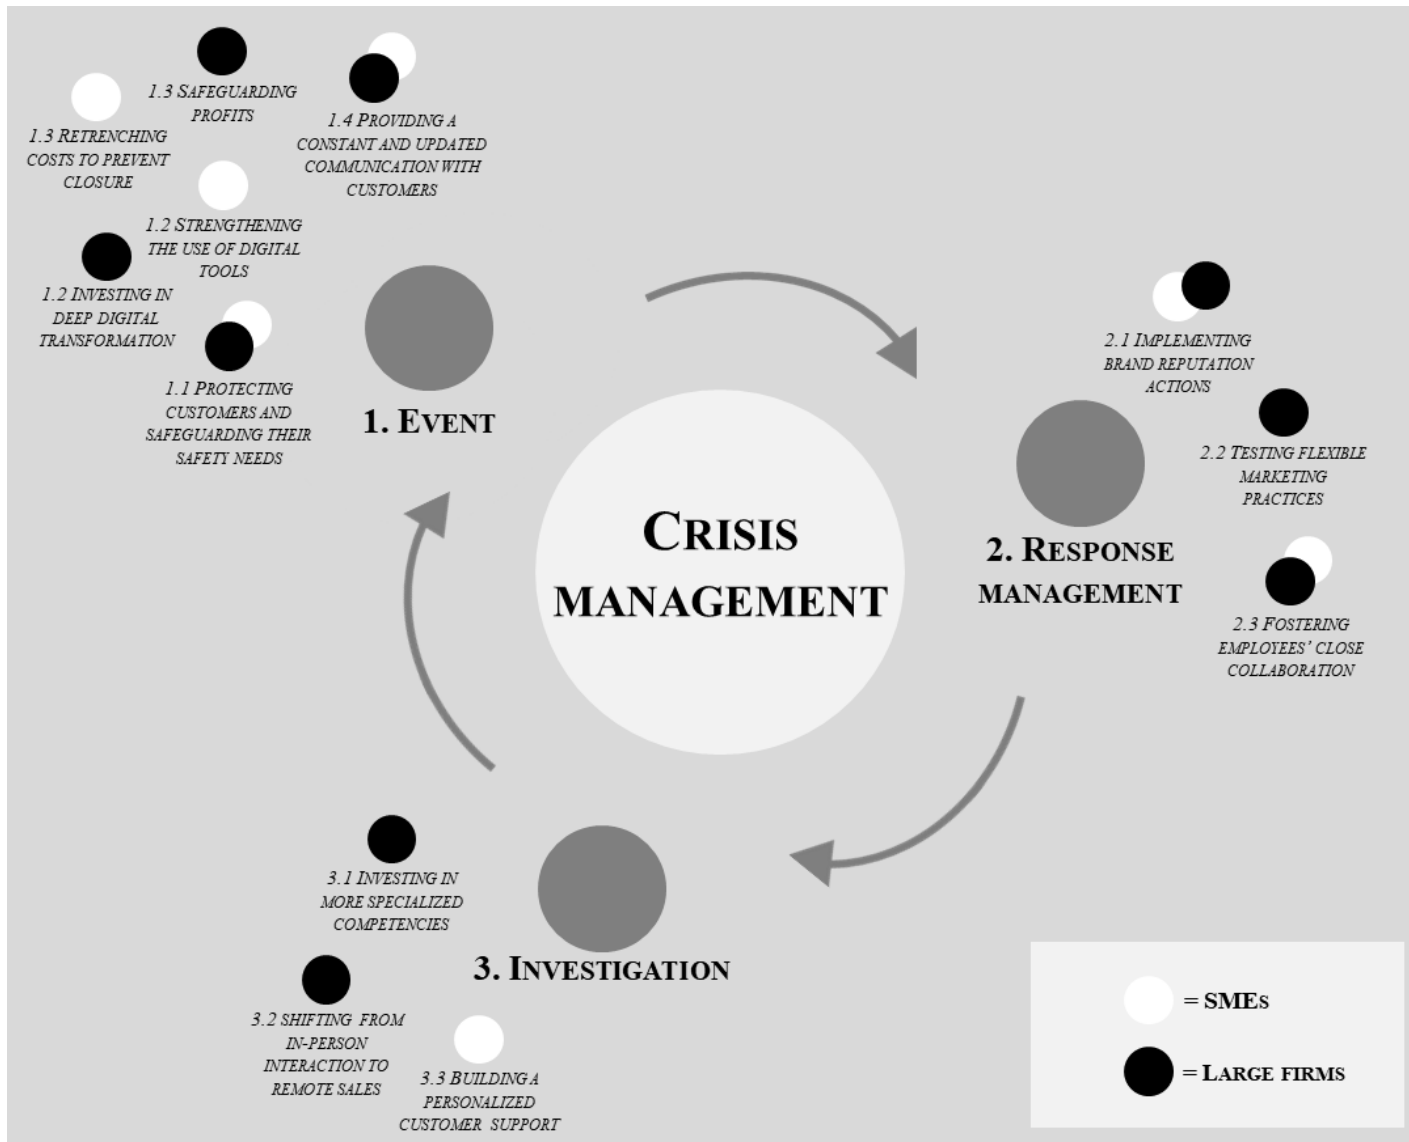 1.3 SAFEGUARDING
PROFITS
1.4 PROVIDING A
CONSTANT AND UPDATED
COMMUNICATION WITH
CUSTOMERS
1.3 RETRENCHING
COSTS TO PREVENT
CLOSURE
1.2 STRENGTHENING
THE USE OF DIGITAL
TOOLS
1.2 INVESTING IN
DEEP DIGITAL
TRANSFORMATION
1.1 PROTECTING
CUSTOMERS AND
SAFEGUARDING THEIR
SAFETY NEEDS
1. EVENT
2.1 IMPLEMENTING
BRAND REPUTATION
ACTIONS
2.2 TESTING FLEXIBLE
MARKETING
PRACTICES
2. RESPONSE
MANAGEMENT
2.3 FOSTERING
EMPLOYEES' CLOSE
COLLABORATION
CRISIS
MANAGEMENT
3.1 INVESTING IN
MORE SPECIALIZED
COMPETENCIES
3. INVESTIGATION
3.2 SHIFTING FROM
IN-PERSON
INTERACTION TO
REMOTE SALES
3.3 BUILDING A
PERSONALIZED
CUSTOMER SUPPORT
= SMES
= LARGE FIRMS